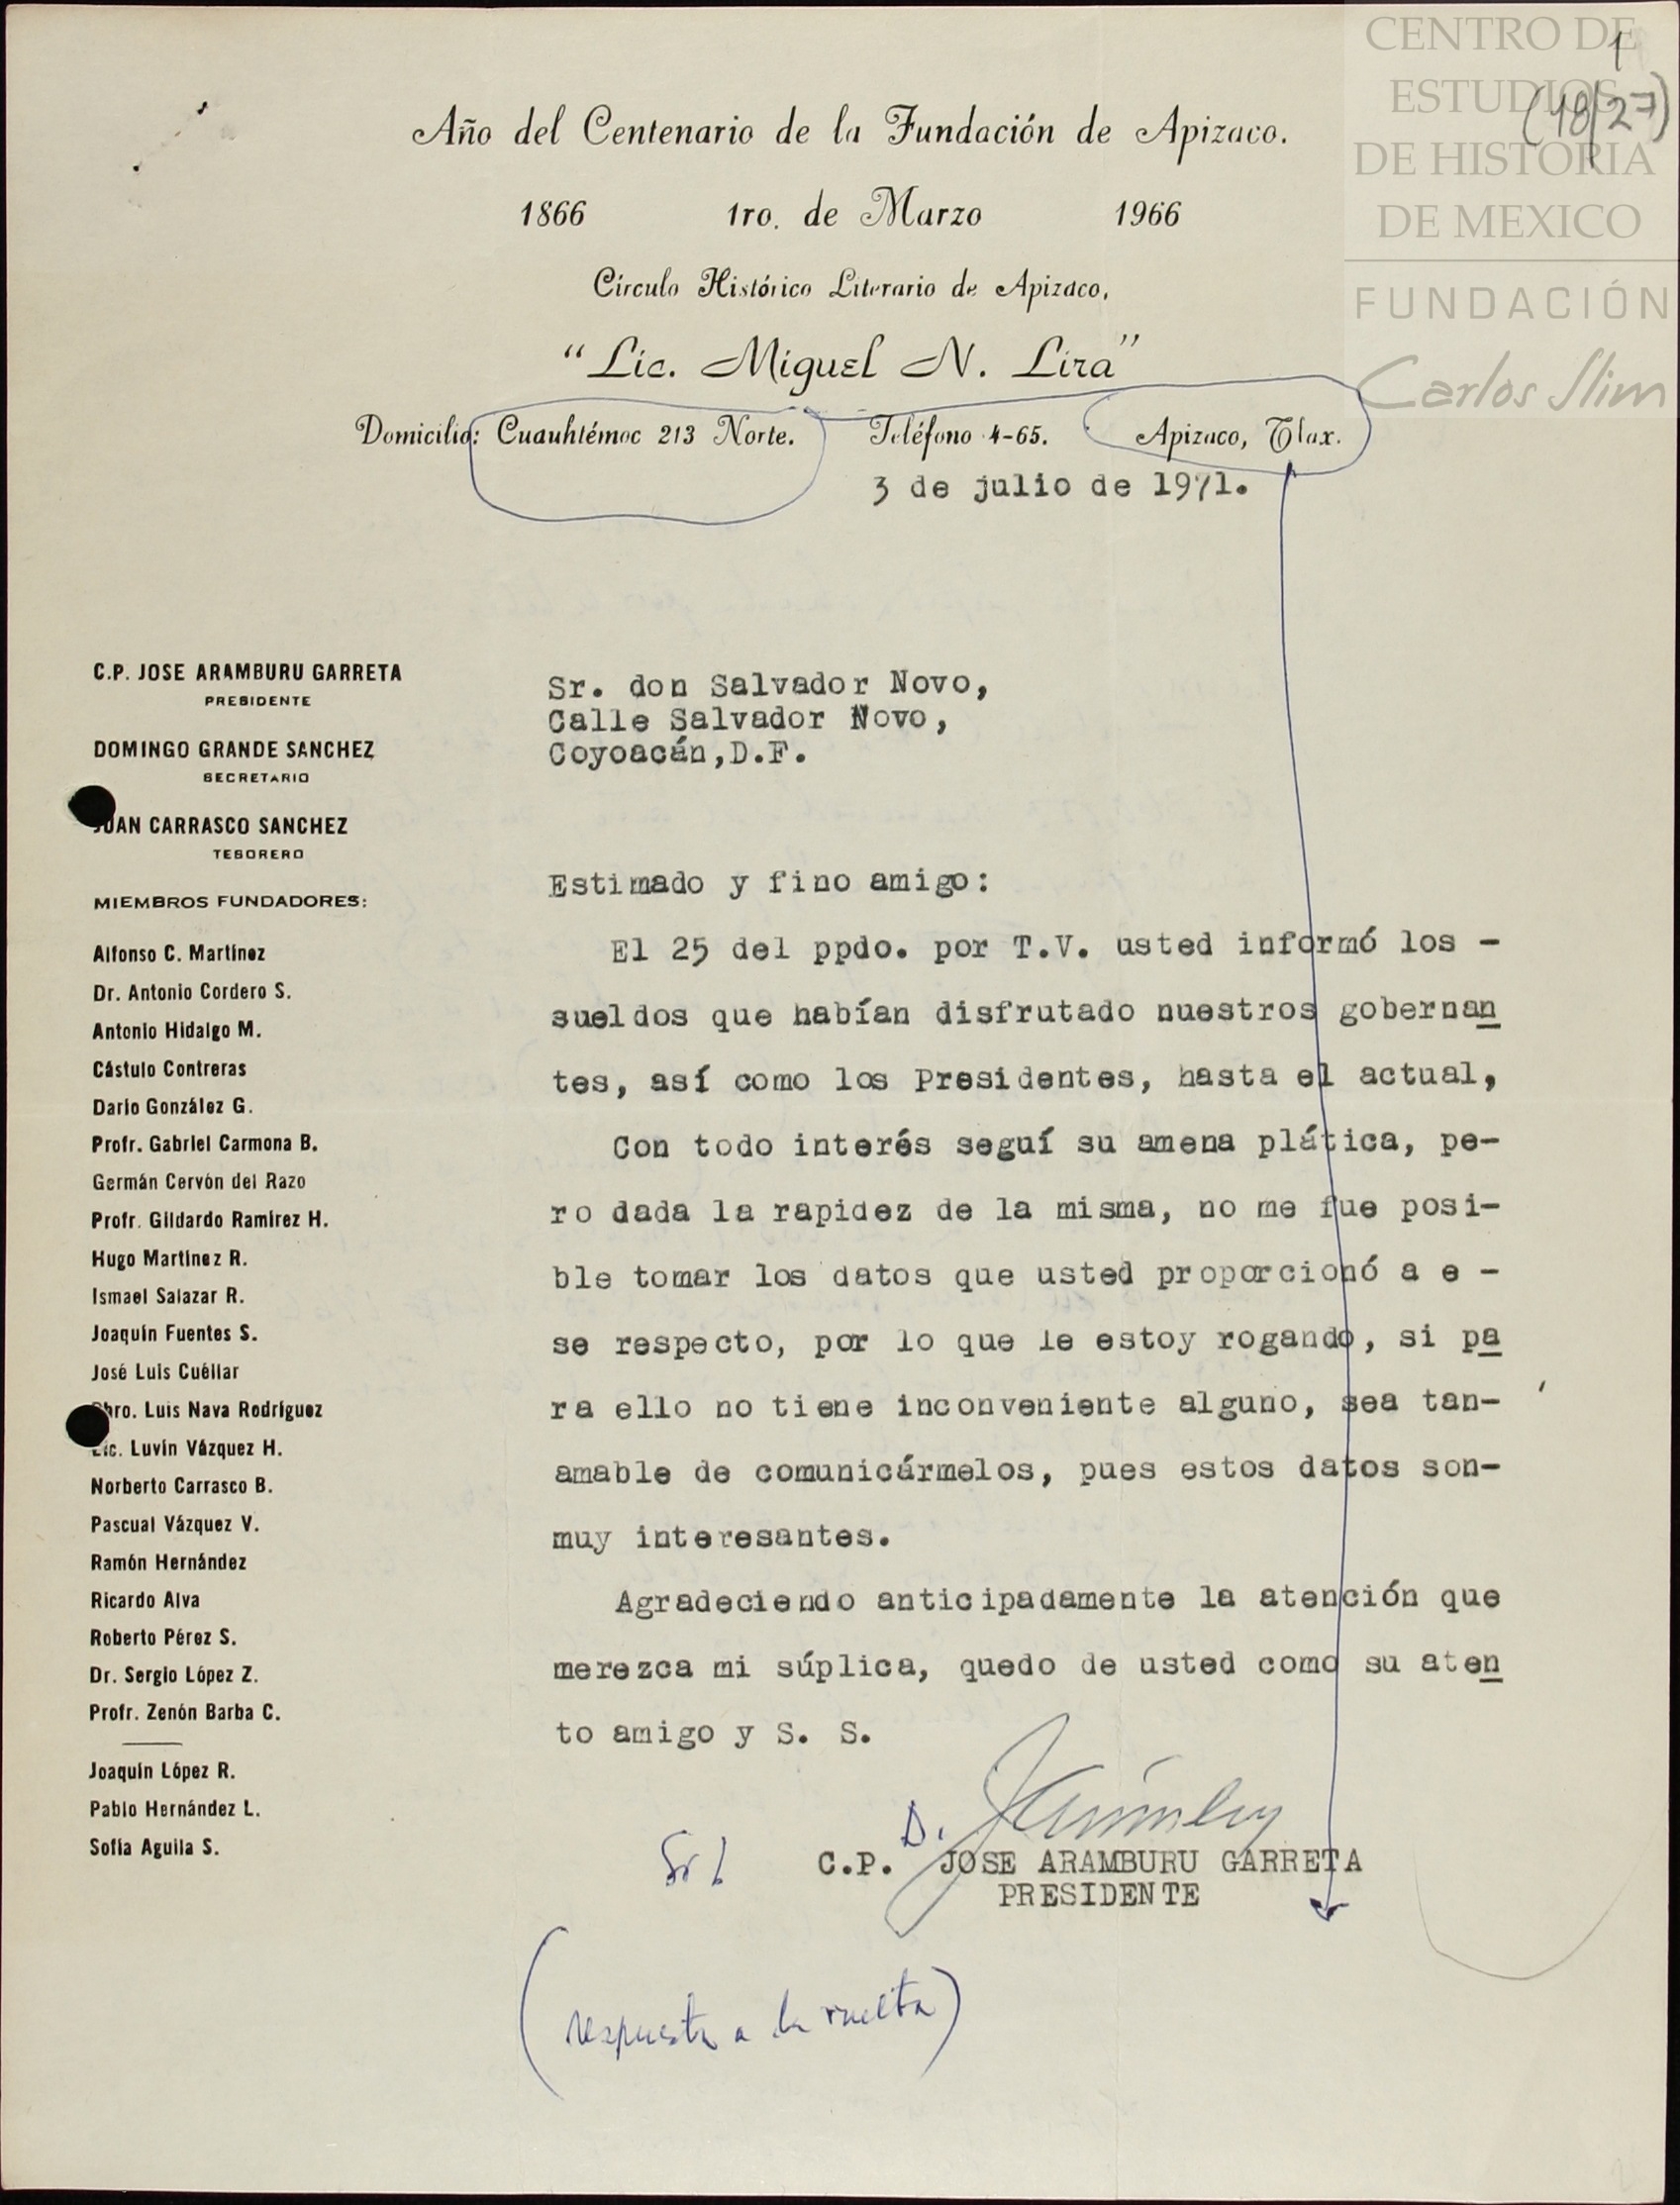 CENTRO DE
ESTUDIOS
DE HISTORIA
DE MEXICO
FUNDACIÓN
Carlos Slim
1
(18/27)
Año del Centenario de la Fundación de Apizaco.
1866 1ro. de Marzo 1966
Círculo Histórico Literario de Apizaco,
"Lic. Miguel N. Lira"
Domicilio: Cuauhtémoc 213 Norte. Teléfono 4-65. Apizaco, Tlax.
3 de julio de 1971.
C.P. JOSE ARAMBURU GARRETA
PRESIDENTE
DOMINGO GRANDE SANCHEZ
SECRETARIO
JUAN CARRASCO SANCHEZ
TESORERO
MIEMBROS FUNDADORES:
Alfonso C. Martínez
Dr. Antonio Cordero S.
Antonio Hidalgo M.
Cástulo Contreras
Darío González G.
Profr. Gabriel Carmona B.
Germán Cervón del Razo
Profr. Gildardo Ramírez H.
Hugo Martínez R.
Ismael Salazar R.
Joaquín Fuentes S.
José Luis Cuéllar
Pbro. Luis Nava Rodríguez
Lic. Luvín Vázquez H.
Norberto Carrasco B.
Pascual Vázquez V.
Ramón Hernández
Ricardo Alva
Roberto Pérez S.
Dr. Sergio López Z.
Profr. Zenón Barba C.
Joaquín López R.
Pablo Hernández L.
Sofía Aguila S.
Sr. don Salvador Novo,
Calle Salvador Novo,
Coyoacán,D.F.
Estimado y fino amigo:
El 25 del ppdo. por T.V. usted informó los -
sueldos que habían disfrutado nuestros gobernan
tes, así como los Presidentes, hasta el actual,
Con todo interés seguí su amena plática, pe-
ro dada la rapidez de la misma, no me fue posi-
ble tomar los datos que usted proporcionó a e -
se respecto, por lo que le estoy rogando, si pa
ra ello no tiene inconveniente alguno, sea tan-
amable de comunicármelos, pues estos datos son-
muy interesantes.
Agradeciendo anticipadamente la atención que
merezca mi súplica, quedo de usted como su aten
to amigo y S. S.
D.
C.P. JOSE ARAMBURU GARRETA
PRESIDENTE
(respuesta a la vuelta)